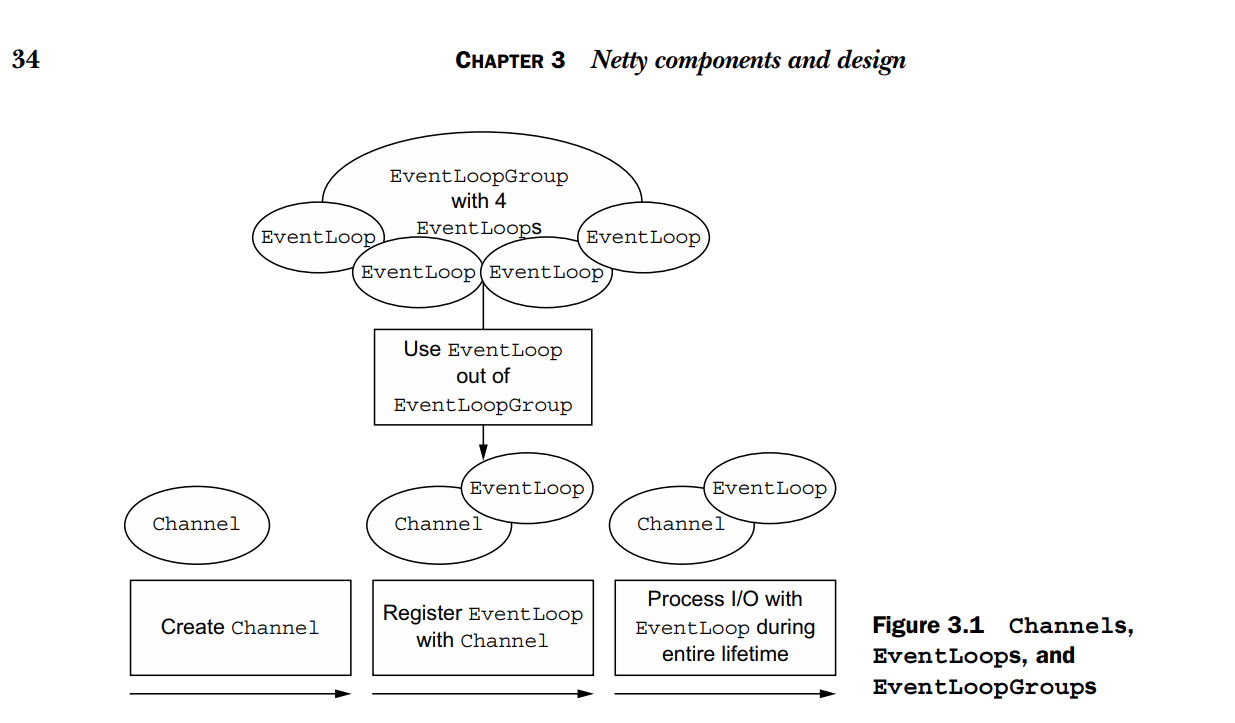 34
CHAPTER 3 Netty components and design
EventLoopGroup
with 4
EventLoops
EventLoop
EventLoop
EventLoop
EventLoop
Use EventLoop
out of
EventLoopGroup
EventLoop
EventLoop
Channel
Channel
Channel
Create Channel
Register EventLoop
with Channel
Process I/O with
EventLoop during
entire lifetime
Figure 3.1 Channels,
EventLoops, and
EventLoopGroups